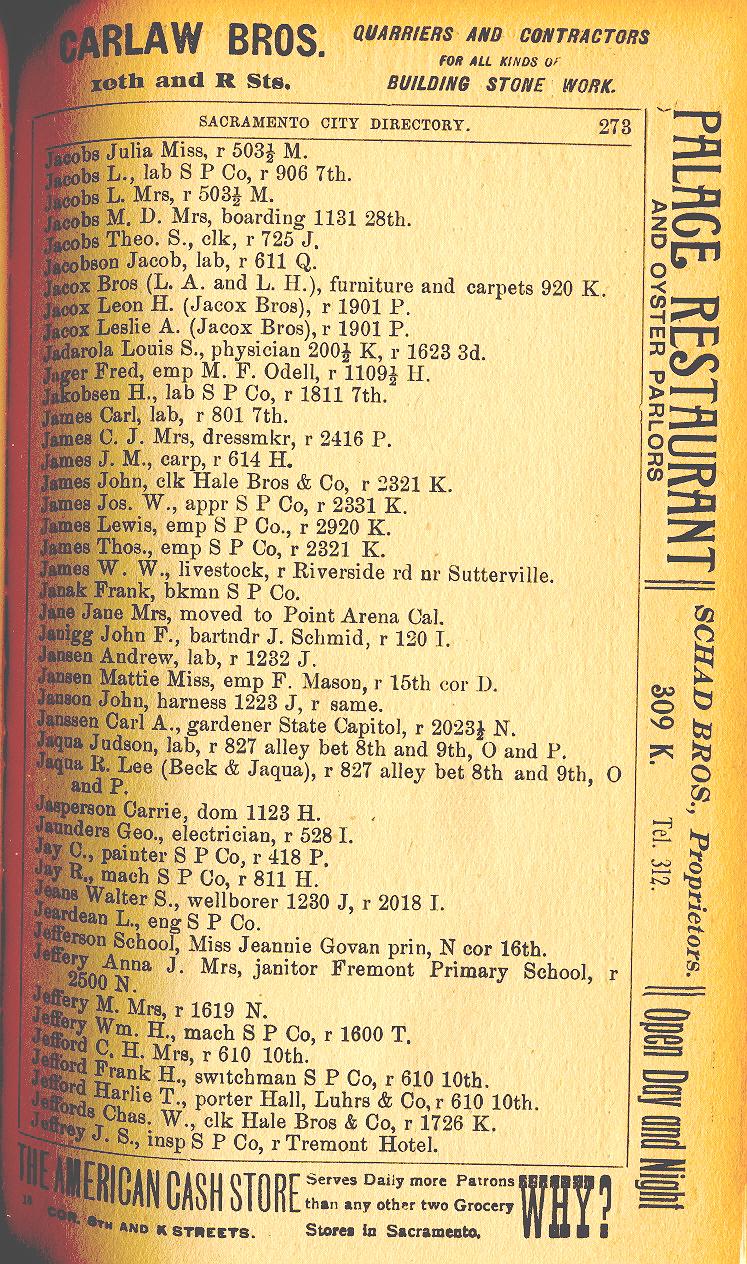 CARLAW BROS.
10th and R Sts.
QUARRIERS AND CONTRACTORS
FOR ALL KINDS OF
BUILDING STONE WORK.
SACRAMENTO CITY DIRECTORY. 273
Jacobs Julia Miss, r 503½ M.
Jacobs L., lab S P Co, r 906 7th.
Jacobs L. Mrs, r 503½ M.
Jacobs M. D. Mrs, boarding 1131 28th.
Jacobs Theo. S., clk, r 725 J.
Jacobson Jacob, lab, r 611 Q.
Jacox Bros (L. A. and L. H.), furniture and carpets 920 K.
Jacox Leon H. (Jacox Bros), r 1901 P.
Jacox Leslie A. (Jacox Bros), r 1901 P.
Jadarola Louis S., physician 200½ K, r 1623 3d.
Jager Fred, emp M. F. Odell, r 1109½ H.
Jakobsen H., lab S P Co, r 1811 7th.
James Carl, lab, r 801 7th.
James C. J. Mrs, dressmkr, r 2416 P.
James J. M., carp, r 614 H.
James John, clk Hale Bros & Co, r 2321 K.
James Jos. W., appr S P Co, r 2331 K.
James Lewis, emp S P Co., r 2920 K.
James Thos., emp S P Co, r 2321 K.
James W. W., livestock, r Riverside rd nr Sutterville.
Janak Frank, bkmn S P Co.
Jane Jane Mrs, moved to Point Arena Cal.
Janigg John F., bartndr J. Schmid, r 120 I.
Jansen Andrew, lab, r 1232 J.
Jansen Mattie Miss, emp F. Mason, r 15th cor D.
Janson John, harness 1223 J, r same.
Janssen Carl A., gardener State Capitol, r 2023½ N.
Jaqua Judson, lab, r 827 alley bet 8th and 9th, O and P.
Jaqua R. Lee (Beck & Jaqua), r 827 alley bet 8th and 9th, O
and P.
Jasperson Carrie, dom 1123 H.
Jaunders Geo., electrician, r 528 I.
Jay C., painter S P Co, r 418 P.
Jay R., mach S P Co, r 811 H.
Jeans Walter S., wellborer 1230 J, r 2018 I.
Jeardean L., eng S P Co.
Jefferson School, Miss Jeannie Govan prin, N cor 16th.
Jeffery Anna J. Mrs, janitor Fremont Primary School, r
2500 N.
Jeffery M. Mrs, r 1619 N.
Jeffery Wm. H., mach S P Co, r 1600 T.
Jefford C. H. Mrs, r 610 10th.
Jefford Frank H., switchman S P Co, r 610 10th.
Jefford Harlie T., porter Hall, Luhrs & Co, r 610 10th.
Jeffords Chas. W., clk Hale Bros & Co, r 1726 K.
Jeffrey J. S., insp S P Co, r Tremont Hotel.
PALACE RESTAURANT
AND OYSTER PARLORS
SCHAD BROS., Proprietors.
309 K. Tel. 312.
Open Day and Night
THE AMERICAN CASH STORE
COR. 8TH AND K STREETS.
Serves Daily more Patrons
than any other two Grocery
Stores in Sacramento.
WHY?
18